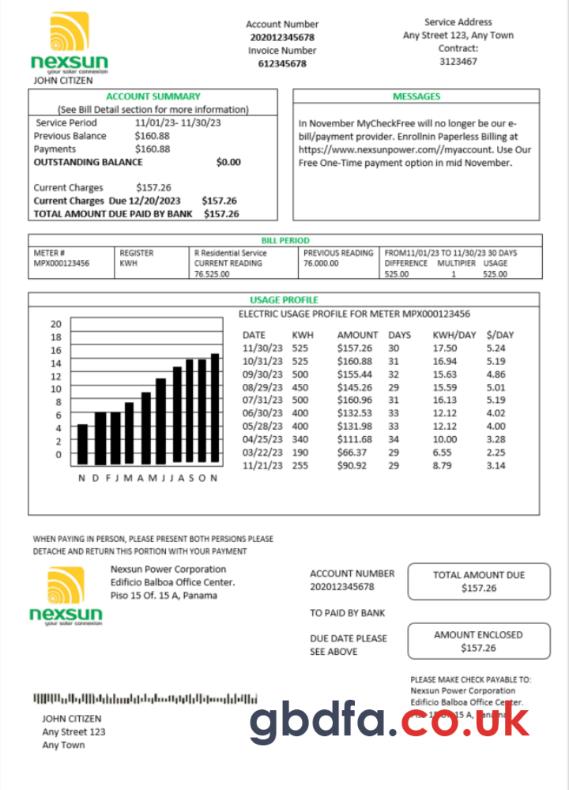 nexsun
your solar connexion
JOHN CITIZEN
Account Number
202012345678
Invoice Number
612345678
Service Address
Any Street 123, Any Town
Contract:
3123467
ACCOUNT SUMMARY
(See Bill Detail section for more information)
Service Period 11/01/23- 11/30/23
Previous Balance $160.88
Payments $160.88
OUTSTANDING BALANCE $0.00
Current Charges $157.26
Current Charges Due 12/20/2023 $157.26
TOTAL AMOUNT DUE PAID BY BANK $157.26
MESSAGES
In November MyCheckFree will no longer be our e-
bill/payment provider. Enrollnin Paperless Billing at
https://www.nexsunpower.com//myaccount. Use Our
Free One-Time payment option in mid November.
BILL PERIOD
METER # REGISTER R Residential Service PREVIOUS READING FROM11/01/23 TO 11/30/23 30 DAYS
MPX000123456 KWH CURRENT READING 76.000.00 DIFFERENCE MULTIPIER USAGE
76.525.00 525.00 1 525.00
USAGE PROFILE
ELECTRIC USAGE PROFILE FOR METER MPX000123456
20
18
16
14
12
10
8
6
4
2
0
N D F J M A M J J A S O N
DATE KWH AMOUNT DAYS KWH/DAY $/DAY
11/30/23 525 $157.26 30 17.50 5.24
10/31/23 525 $160.88 31 16.94 5.19
09/30/23 500 $155.44 32 15.63 4.86
08/29/23 450 $145.26 29 15.59 5.01
07/31/23 500 $160.96 31 16.13 5.19
06/30/23 400 $132.53 33 12.12 4.02
05/28/23 400 $131.98 33 12.12 4.00
04/25/23 340 $111.68 34 10.00 3.28
03/22/23 190 $66.37 29 6.55 2.25
11/21/23 255 $90.92 29 8.79 3.14
WHEN PAYING IN PERSON, PLEASE PRESENT BOTH PERSIONS PLEASE
DETACHE AND RETURN THIS PORTION WITH YOUR PAYMENT
nexsun
your solar connexion
Nexsun Power Corporation
Edificio Balboa Office Center.
Piso 15 Of. 15 A, Panama
ACCOUNT NUMBER
202012345678
TO PAID BY BANK
DUE DATE PLEASE
SEE ABOVE
TOTAL AMOUNT DUE
$157.26
AMOUNT ENCLOSED
$157.26
PLEASE MAKE CHECK PAYABLE TO:
Nexsun Power Corporation
Edificio Balboa Office Center.
15 A,
JOHN CITIZEN
Any Street 123
Any Town
gbdfa.co.uk